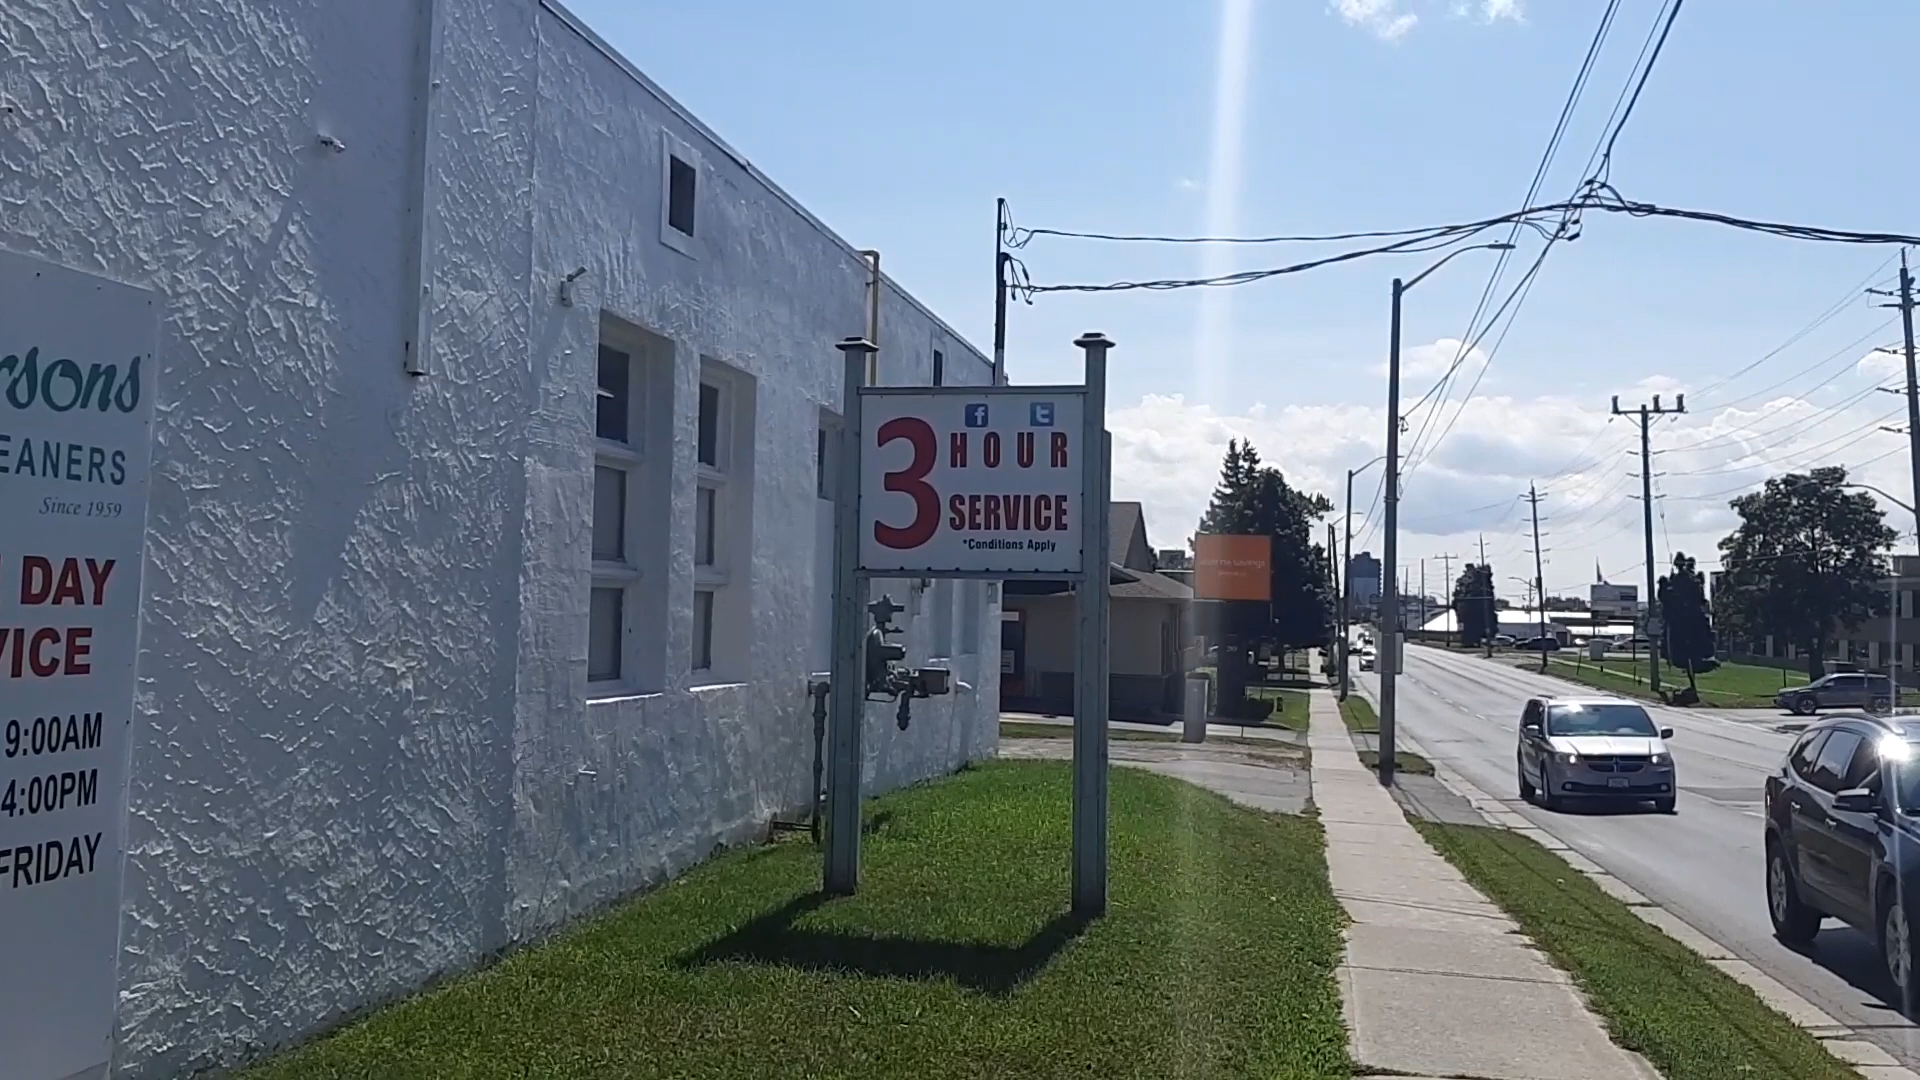 rsons
EANERS
Since 1959
DAY
VICE
9:00AM
4:00PM
FRIDAY
f t
3 HOUR
SERVICE
*Conditions Apply